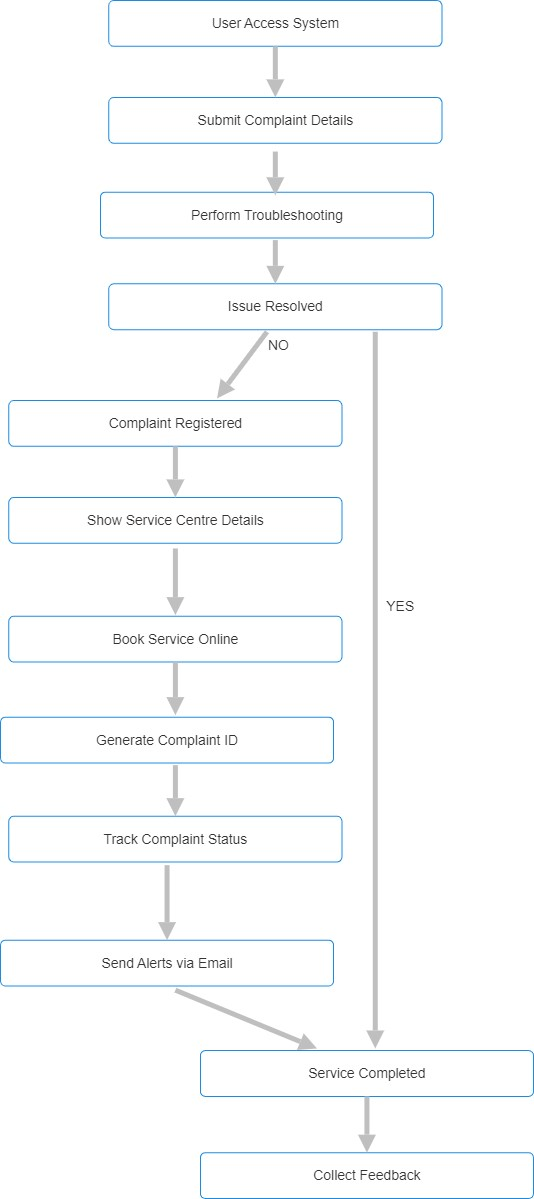 User Access System
Submit Complaint Details
Perform Troubleshooting
Issue Resolved
NO
Complaint Registered
Show Service Centre Details
YES
Book Service Online
Generate Complaint ID
Track Complaint Status
Send Alerts via Email
Service Completed
Collect Feedback